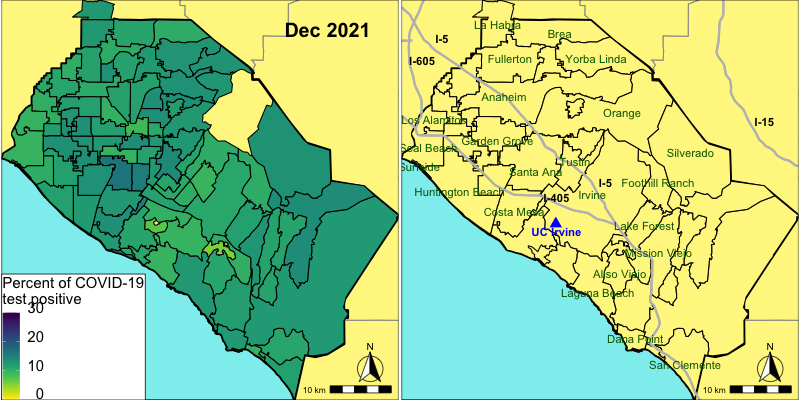 Dec 2021
Percent of COVID-19
test positive
30
20
10
0
N
10 km
La Habra
Brea
I-5
I-605
Fullerton
Yorba Linda
Anaheim
Orange
I-15
Los Alamitos
Garden Grove
Seal Beach
Silverado
Tustin
Sunside
Santa Ana
I-5
Foothill Ranch
Huntington Beach
Irvine
I-405
Costa Mesa
Lake Forest
UC Irvine
Mission Viejo
Aliso Viejo
Laguna Beach
Dana Point
N
San Clemente
10 km